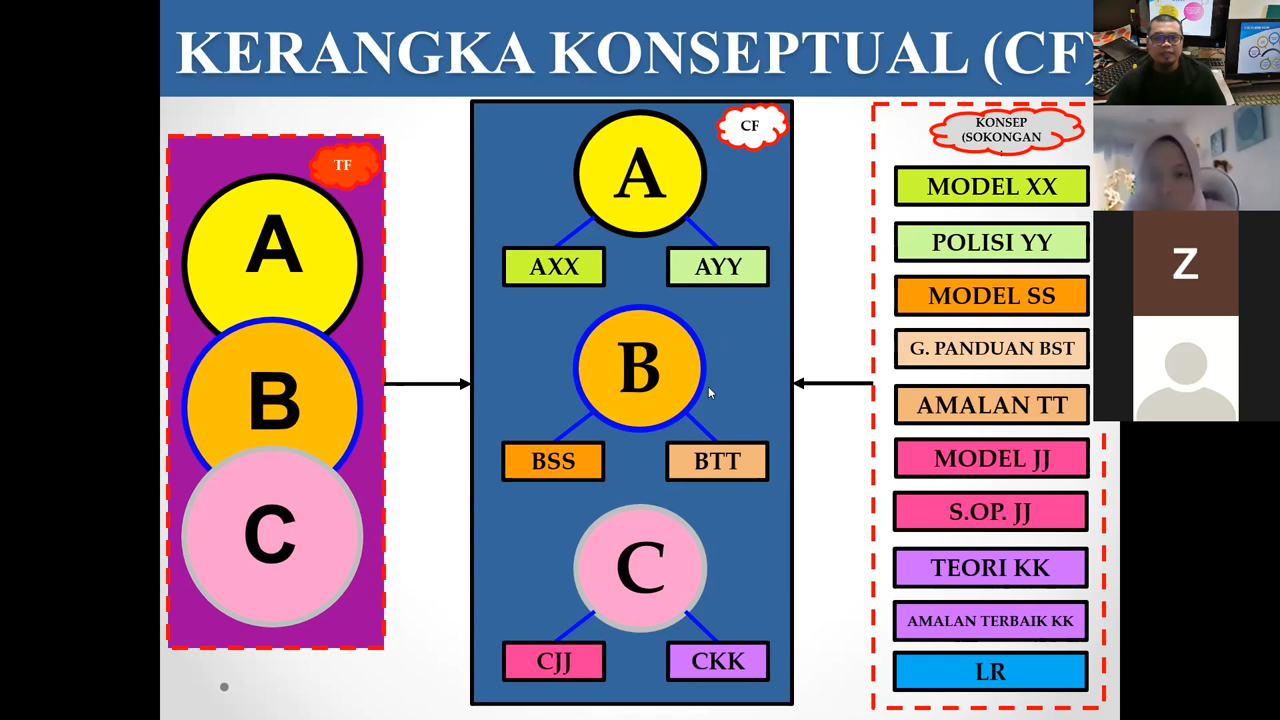 KERANGKA KONSEPTUAL (CF)
TF
A
B
C
CF
A
AXX
AYY
B
BSS
BTT
C
CJJ
CKK
KONSEP
(SOKONGAN
MODEL XX
POLISI YY
MODEL SS
G. PANDUAN BST
AMALAN TT
MODEL JJ
S.OP. JJ
TEORI KK
AMALAN TERBAIK KK
LR
Z